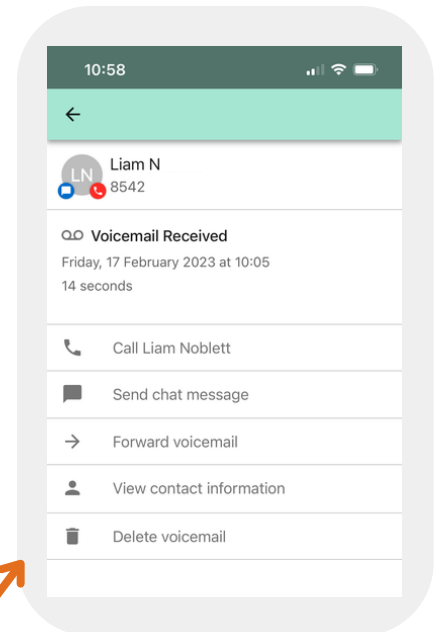 10:58
LN
Liam N
8542
Voicemail Received
Friday, 17 February 2023 at 10:05
14 seconds
Call Liam Noblett
Send chat message
Forward voicemail
View contact information
Delete voicemail